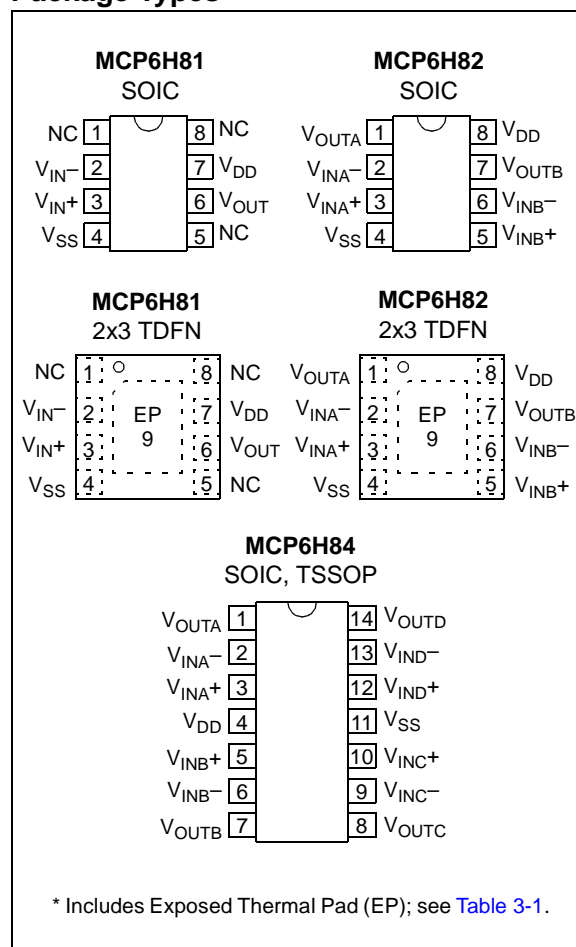 Package Types
MCP6H81
SOIC
NC 1 8 NC
VIN– 2 7 VDD
VIN+ 3 6 VOUT
VSS 4 5 NC
MCP6H82
SOIC
VOUTA 1 8 VDD
VINA– 2 7 VOUTB
VINA+ 3 6 VINB–
VSS 4 5 VINB+
MCP6H81
2x3 TDFN
NC 1 8 NC
VIN– 2 EP 7 VDD
VIN+ 3 9 6 VOUT
VSS 4 5 NC
MCP6H82
2x3 TDFN
VOUTA 1 8 VDD
VINA– 2 EP 7 VOUTB
VINA+ 3 9 6 VINB–
VSS 4 5 VINB+
MCP6H84
SOIC, TSSOP
VOUTA 1 14 VOUTD
VINA– 2 13 VIND–
VINA+ 3 12 VIND+
VDD 4 11 VSS
VINB+ 5 10 VINC+
VINB– 6 9 VINC–
VOUTB 7 8 VOUTC
* Includes Exposed Thermal Pad (EP); see Table 3-1.